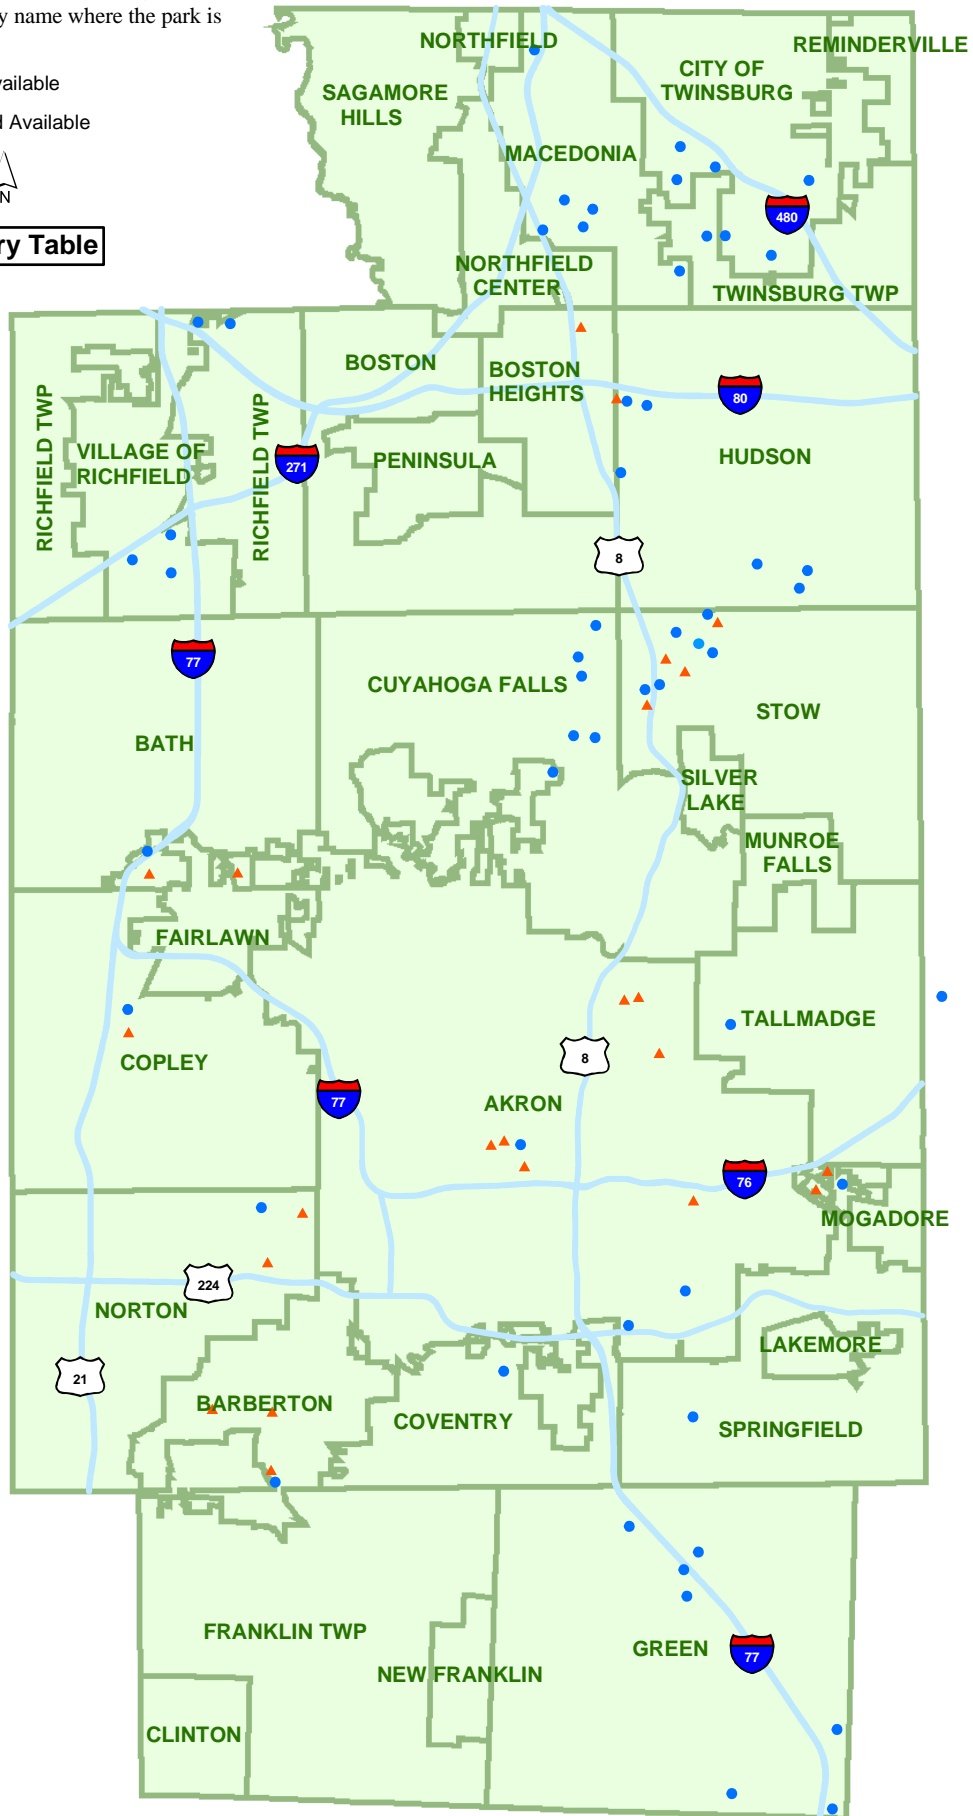 y name where the park is
vailable
d Available
N
ry Table
NORTHFIELD
REMINDERVILLE
CITY OF
TWINSBURG
SAGAMORE
HILLS
MACEDONIA
480
NORTHFIELD
CENTER
TWINSBURG TWP
BOSTON
BOSTON
HEIGHTS
80
RICHFIELD TWP
VILLAGE OF
RICHFIELD
RICHFIELD TWP
271
PENINSULA
HUDSON
8
77
CUYAHOGA FALLS
STOW
BATH
SILVER
LAKE
MUNROE
FALLS
FAIRLAWN
TALLMADGE
COPLEY
8
77
AKRON
76
MOGADORE
224
NORTON
LAKEMORE
21
BARBERTON
COVENTRY
SPRINGFIELD
FRANKLIN TWP
GREEN
77
NEW FRANKLIN
CLINTON